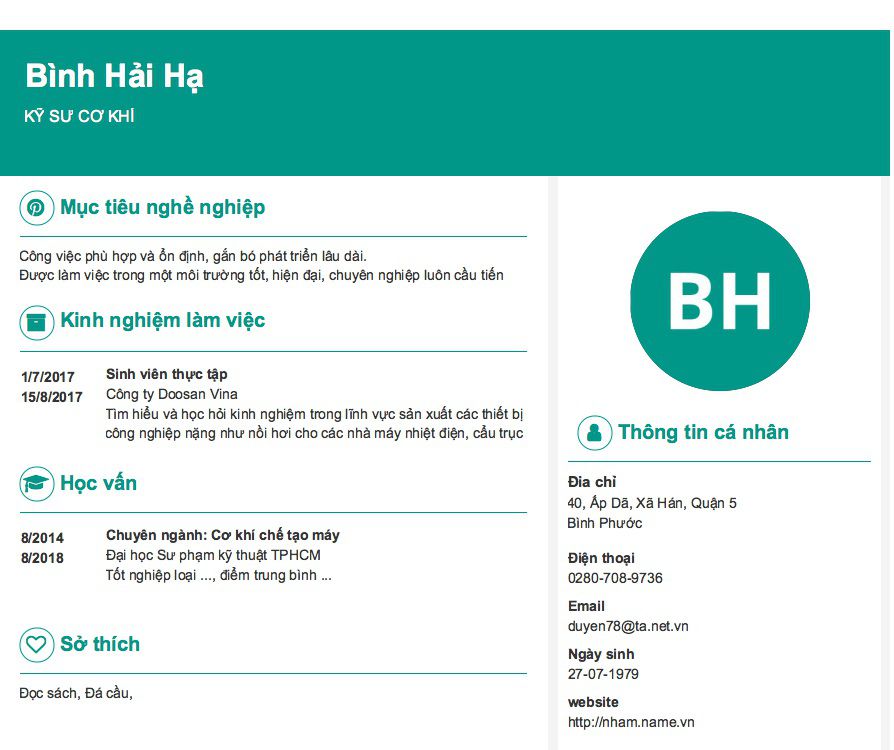 Bình Hải Hạ
KỸ SƯ CƠ KHÍ
Mục tiêu nghề nghiệp
Công việc phù hợp và ổn định, gắn bó phát triển lâu dài.
Được làm việc trong một môi trường tốt, hiện đại, chuyên nghiệp luôn cầu tiến
Kinh nghiệm làm việc
1/7/2017
15/8/2017
Sinh viên thực tập
Công ty Doosan Vina
Tìm hiểu và học hỏi kinh nghiệm trong lĩnh vực sản xuất các thiết bị
công nghiệp nặng như nồi hơi cho các nhà máy nhiệt điện, cẩu trục
Học vấn
8/2014
8/2018
Chuyên ngành: Cơ khí chế tạo máy
Đại học Sư phạm kỹ thuật TPHCM
Tốt nghiệp loại ..., điểm trung bình ...
Sở thích
Đọc sách, Đá cầu,
BH
Thông tin cá nhân
Đia chỉ
40, Ấp Dã, Xã Hán, Quận 5
Bình Phước
Điện thoại
0280-708-9736
Email
duyen78@ta.net.vn
Ngày sinh
27-07-1979
website
http://nham.name.vn